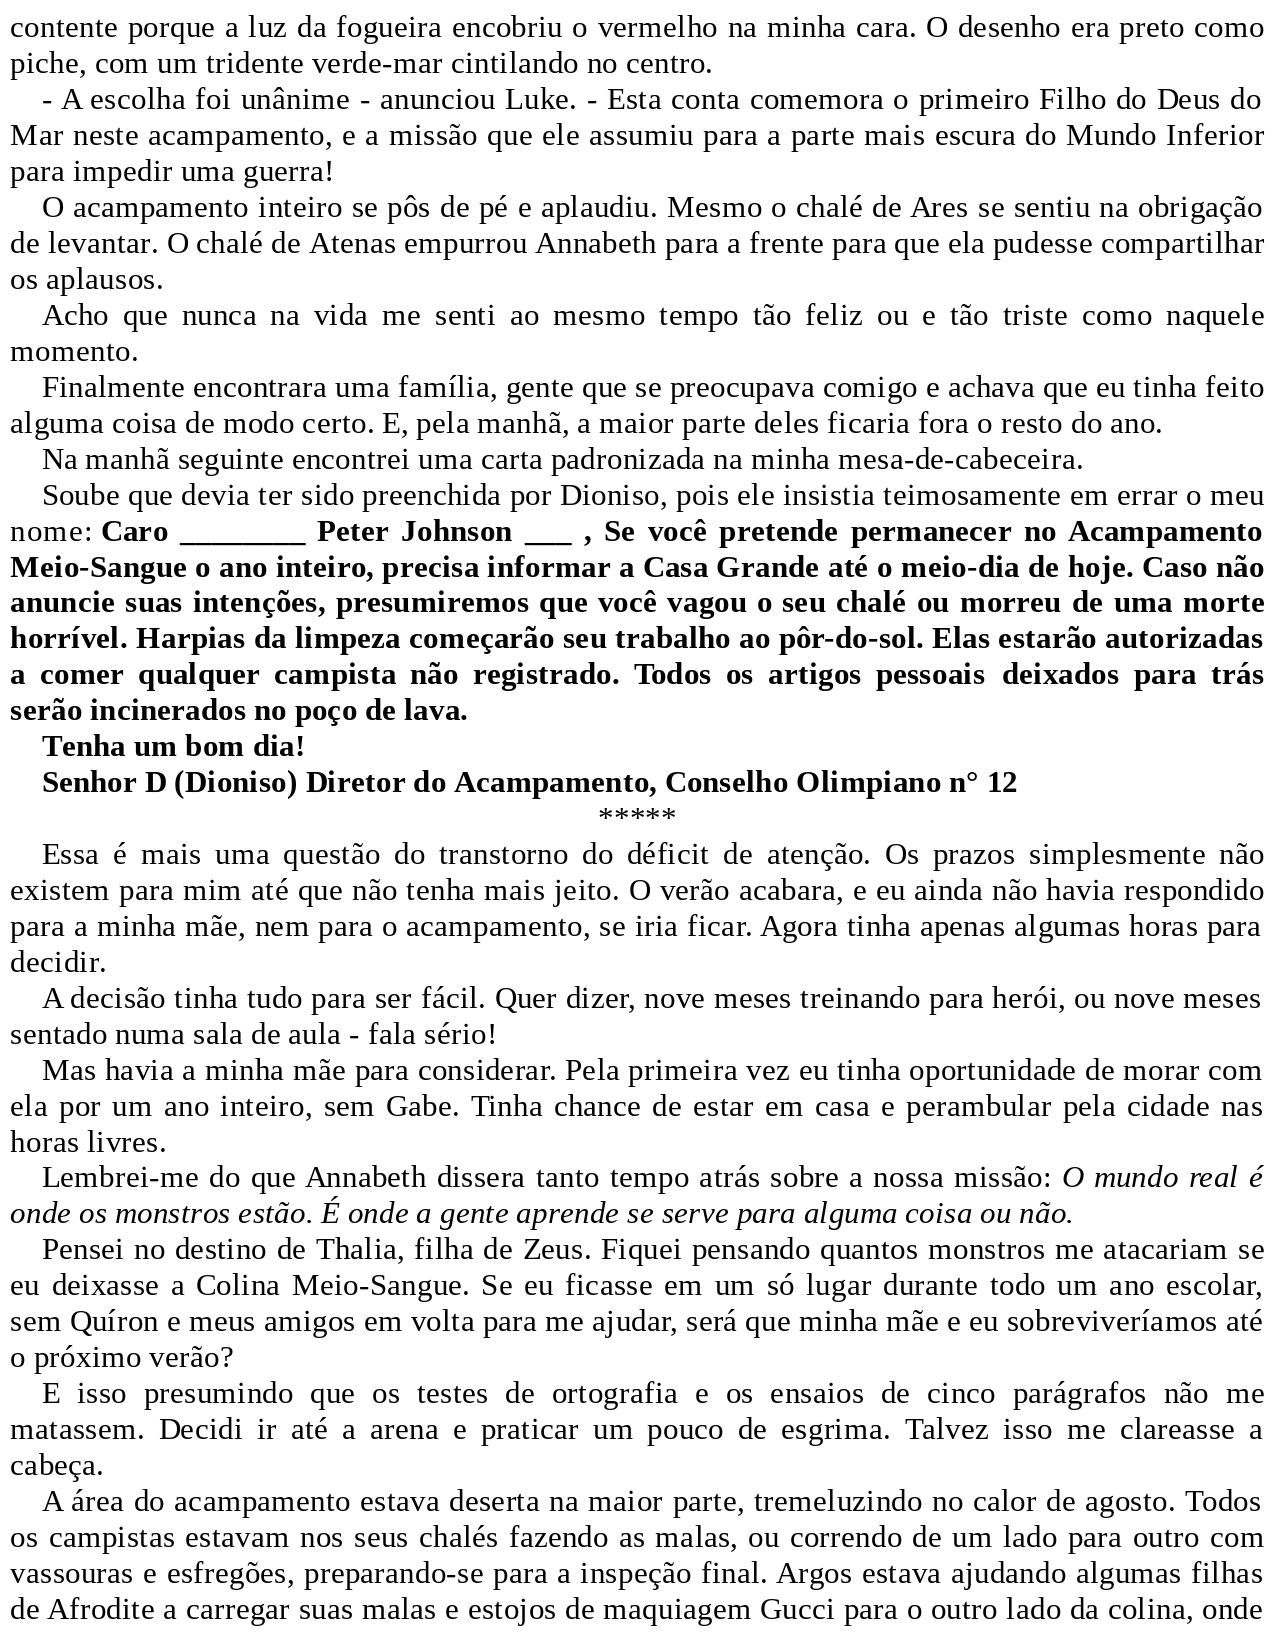 contente porque a luz da fogueira encobriu o vermelho na minha cara. O desenho era preto como
piche, com um tridente verde-mar cintilando no centro.
- A escolha foi unânime - anunciou Luke. - Esta conta comemora o primeiro Filho do Deus do
Mar neste acampamento, e a missão que ele assumiu para a parte mais escura do Mundo Inferior
para impedir uma guerra!
O acampamento inteiro se pôs de pé e aplaudiu. Mesmo o chalé de Ares se sentiu na obrigação
de levantar. O chalé de Atenas empurrou Annabeth para a frente para que ela pudesse compartilhar
os aplausos.
Acho que nunca na vida me senti ao mesmo tempo tão feliz ou e tão triste como naquele
momento.
Finalmente encontrara uma família, gente que se preocupava comigo e achava que eu tinha feito
alguma coisa de modo certo. E, pela manhã, a maior parte deles ficaria fora o resto do ano.
Na manhã seguinte encontrei uma carta padronizada na minha mesa-de-cabeceira.
Soube que devia ter sido preenchida por Dioniso, pois ele insistia teimosamente em errar o meu
nome: Caro ________ Peter Johnson ___ , Se você pretende permanecer no Acampamento
Meio-Sangue o ano inteiro, precisa informar a Casa Grande até o meio-dia de hoje. Caso não
anuncie suas intenções, presumiremos que você vagou o seu chalé ou morreu de uma morte
horrível. Harpias da limpeza começarão seu trabalho ao pôr-do-sol. Elas estarão autorizadas
a comer qualquer campista não registrado. Todos os artigos pessoais deixados para trás
serão incinerados no poço de lava.
Tenha um bom dia!
Senhor D (Dioniso) Diretor do Acampamento, Conselho Olimpiano n° 12
*****
Essa é mais uma questão do transtorno do déficit de atenção. Os prazos simplesmente não
existem para mim até que não tenha mais jeito. O verão acabara, e eu ainda não havia respondido
para a minha mãe, nem para o acampamento, se iria ficar. Agora tinha apenas algumas horas para
decidir.
A decisão tinha tudo para ser fácil. Quer dizer, nove meses treinando para herói, ou nove meses
sentado numa sala de aula - fala sério!
Mas havia a minha mãe para considerar. Pela primeira vez eu tinha oportunidade de morar com
ela por um ano inteiro, sem Gabe. Tinha chance de estar em casa e perambular pela cidade nas
horas livres.
Lembrei-me do que Annabeth dissera tanto tempo atrás sobre a nossa missão: O mundo real é
onde os monstros estão. É onde a gente aprende se serve para alguma coisa ou não.
Pensei no destino de Thalia, filha de Zeus. Fiquei pensando quantos monstros me atacariam se
eu deixasse a Colina Meio-Sangue. Se eu ficasse em um só lugar durante todo um ano escolar,
sem Quíron e meus amigos em volta para me ajudar, será que minha mãe e eu sobreviveríamos até
o próximo verão?
E isso presumindo que os testes de ortografia e os ensaios de cinco parágrafos não me
matassem. Decidi ir até a arena e praticar um pouco de esgrima. Talvez isso me clareasse a
cabeça.
A área do acampamento estava deserta na maior parte, tremeluzindo no calor de agosto. Todos
os campistas estavam nos seus chalés fazendo as malas, ou correndo de um lado para outro com
vassouras e esfregões, preparando-se para a inspeção final. Argos estava ajudando algumas filhas
de Afrodite a carregar suas malas e estojos de maquiagem Gucci para o outro lado da colina, onde